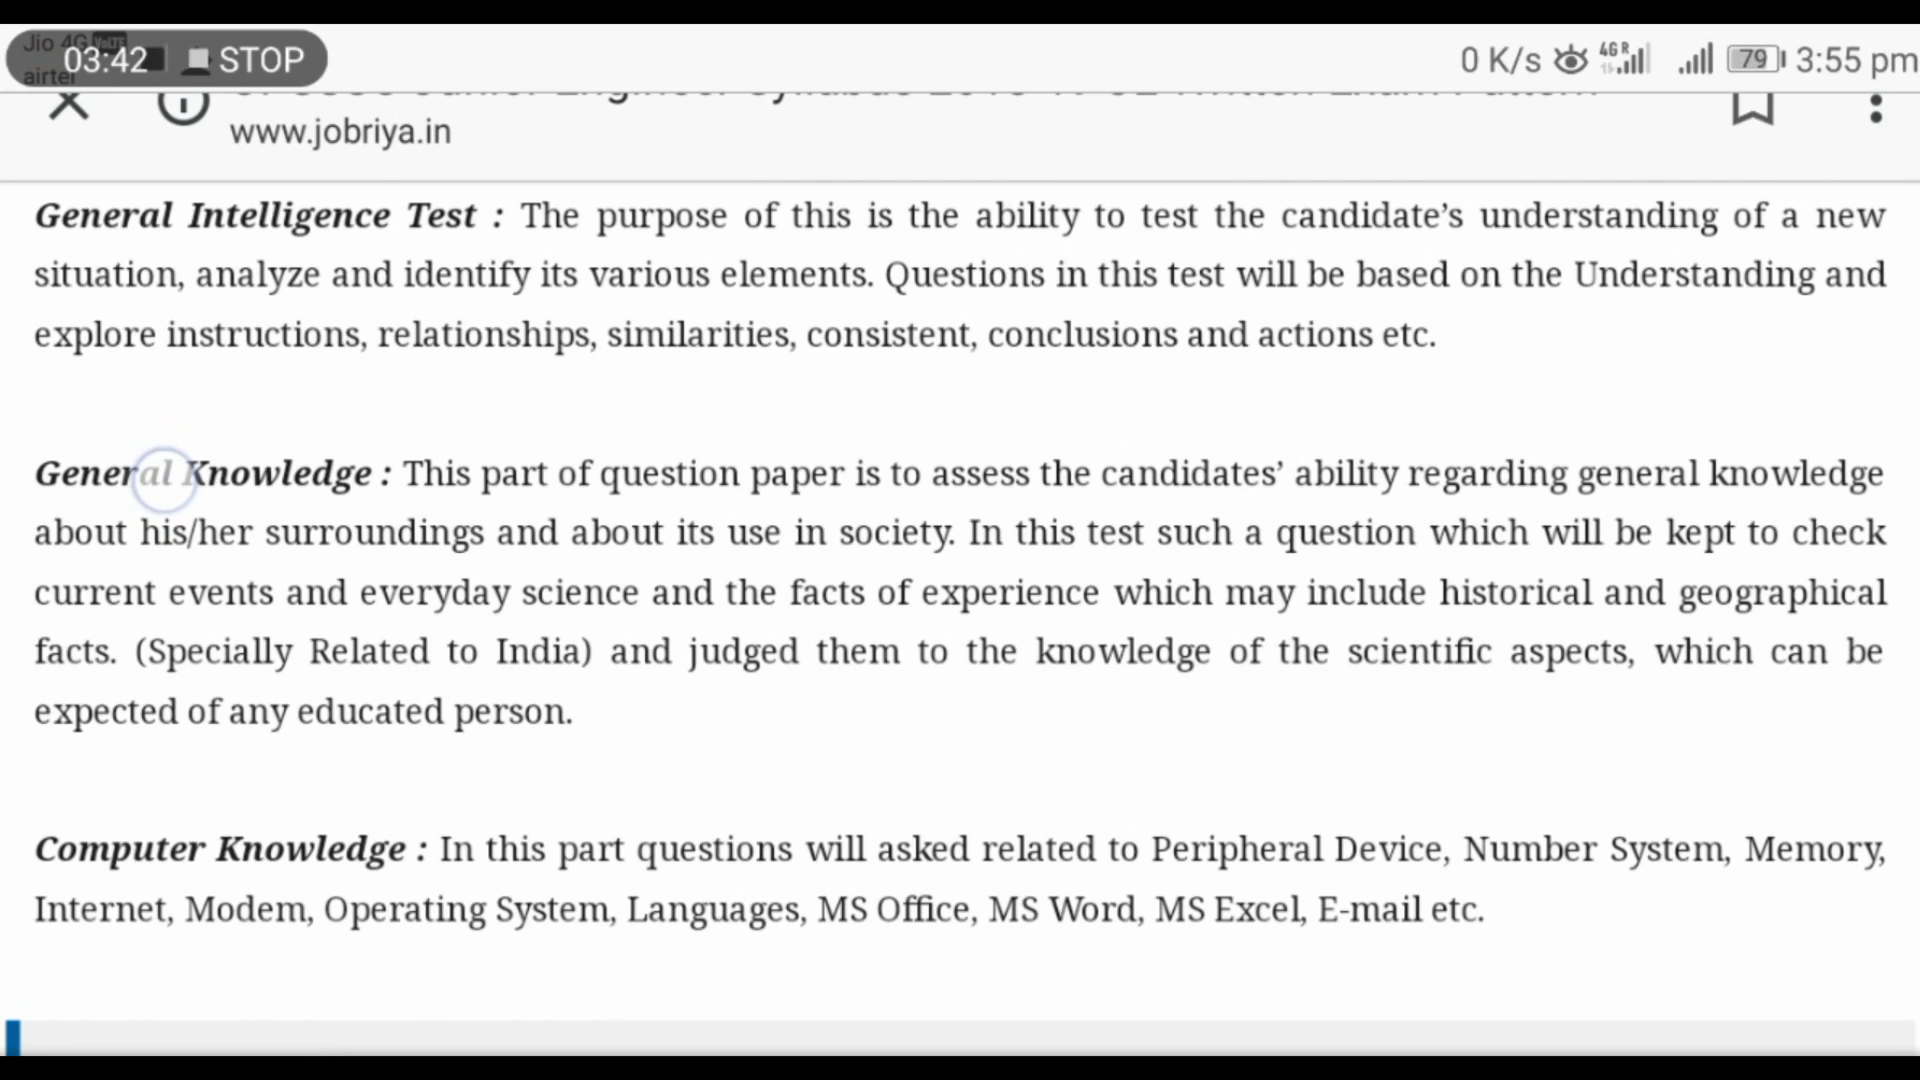 Jio 4G VoLTE
airtel
03:42 STOP
0 K/s 4G R 79 3:55 pm
www.jobriya.in
General Intelligence Test : The purpose of this is the ability to test the candidate’s understanding of a new
situation, analyze and identify its various elements. Questions in this test will be based on the Understanding and
explore instructions, relationships, similarities, consistent, conclusions and actions etc.
General Knowledge : This part of question paper is to assess the candidates’ ability regarding general knowledge
about his/her surroundings and about its use in society. In this test such a question which will be kept to check
current events and everyday science and the facts of experience which may include historical and geographical
facts. (Specially Related to India) and judged them to the knowledge of the scientific aspects, which can be
expected of any educated person.
Computer Knowledge : In this part questions will asked related to Peripheral Device, Number System, Memory,
Internet, Modem, Operating System, Languages, MS Office, MS Word, MS Excel, E-mail etc.